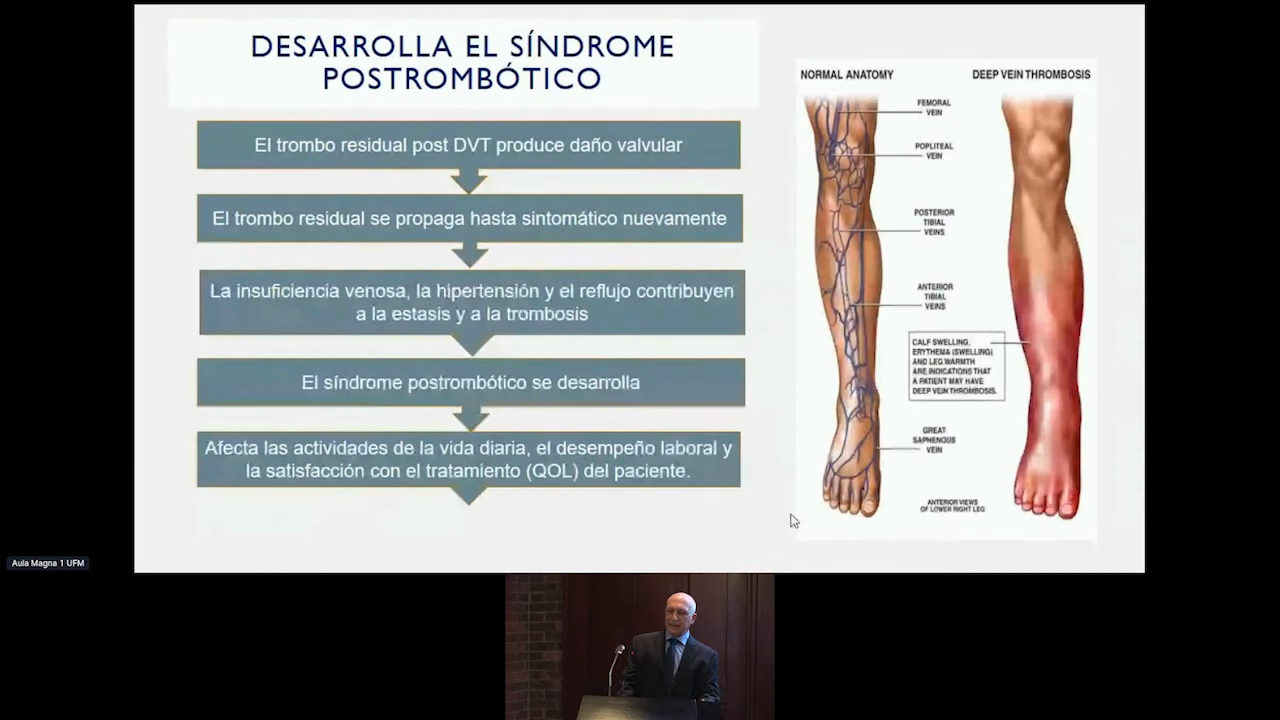 DESARROLLA EL SÍNDROME
POSTROMBÓTICO
El trombo residual post DVT produce daño valvular
El trombo residual se propaga hasta sintomático nuevamente
La insuficiencia venosa, la hipertensión y el reflujo contribuyen
a la estasis y a la trombosis
El síndrome postrombótico se desarrolla
Afecta las actividades de la vida diaria, el desempeño laboral y
la satisfacción con el tratamiento (QOL) del paciente.
NORMAL ANATOMY
DEEP VEIN THROMBOSIS
FEMORAL
VEIN
POPLITEAL
VEIN
POSTERIOR
TIBIAL
VEINS
ANTERIOR
TIBIAL
VEINS
CALF SWELLING,
ERYTHEMA (SWELLING)
AND LEG WARMTH
ARE INDICATIONS THAT
A PATIENT MAY HAVE
DEEP VEIN THROMBOSIS.
GREAT
SAPHENOUS
VEIN
ANTERIOR VIEWS
OF LOWER RIGHT LEG
Aula Magna 1 UFM